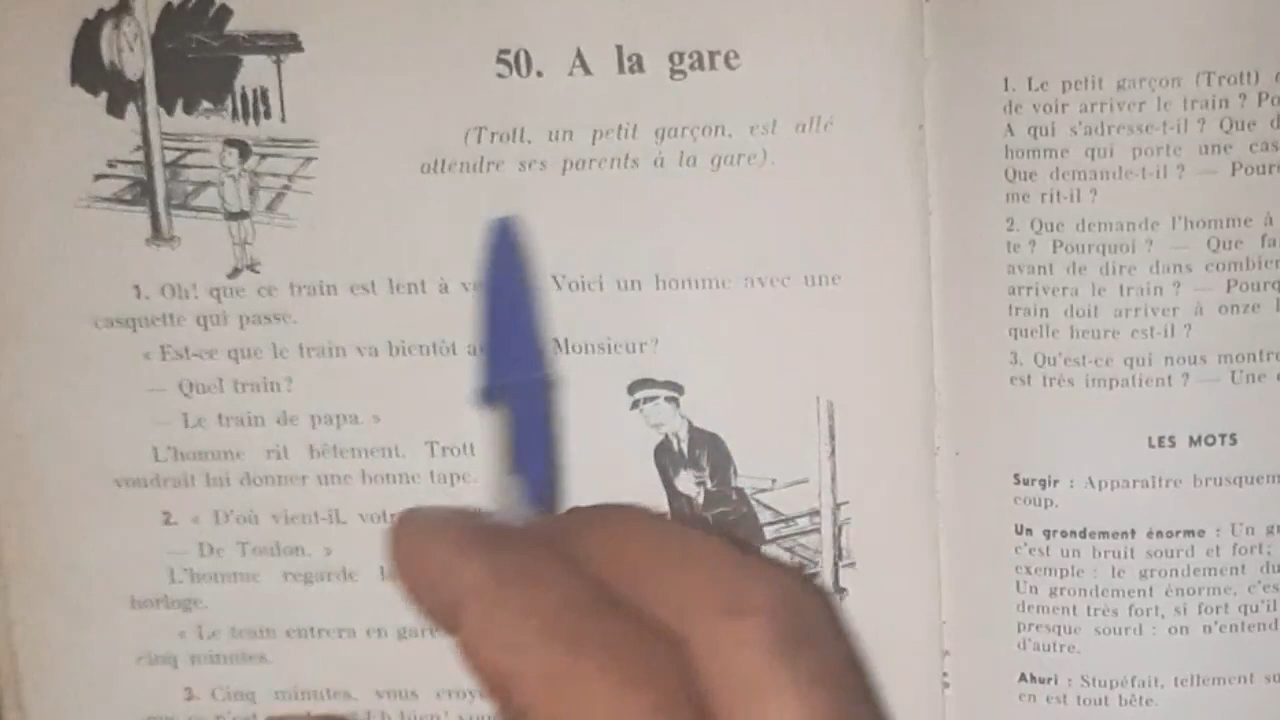 50. A la gare
(Trott, un petit garçon, est allé
attendre ses parents à la gare).
1. Oh! que ce train est lent à
Voici un homme avec une
casquette qui passe.
« Est-ce que le train va bientôt
Monsieur?
— Quel train?
— Le train de papa. »
L'homme rit bêtement. Trott
voudrait lui donner une bonne tape.
2. « D'où vient-il,
— De Toulon. »
L'homme regarde
horloge.
« Le train entrera en gare
cinq minutes.
3. Cinq minutes, vous
1. Le petit garçon (Trott)
de voir arriver le train ?
A qui s'adresse-t-il ? Que
homme qui porte une
Que demande-t-il ? —
me rit-il ?
2. Que demande l'homme à
te ? Pourquoi ? — Que
avant de dire dans
arrivera le train ? —
train doit arriver à onze
quelle heure est-il ?
3. Qu'est-ce qui nous
est très impatient ? — Une
LES MOTS
Surgir : Apparaître
coup.
Un grondement énorme : Un
c'est un bruit sourd et fort;
exemple : le grondement du
Un grondement énorme,
dement très fort, si fort qu'il
presque sourd : on n'entend
d'autre.
Ahuri : Stupéfait, tellement
en est tout bête.